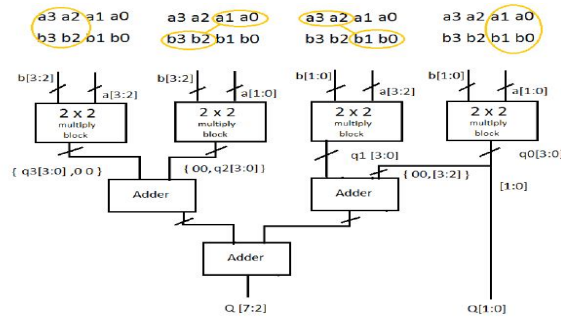 a3 a2 a1 a0 a3 a2 a1 a0 a3 a2 a1 a0 a3 a2 a1 a0
b3 b2 b1 b0 b3 b2 b1 b0 b3 b2 b1 b0 b3 b2 b1 b0
b[3:2] a[3:2] b[3:2] a[1:0] b[1:0] a[3:2] b[1:0] a[1:0]
2 x 2 2 x 2 2 x 2 2 x 2
multiply multiply multiply multiply
block block block block
{ q3[3:0] ,0 0 } { 00, q2[3:0] } q1 [3:0] q0[3:0]
{ 00, [3:2] }
Adder Adder [1:0]
Adder
Q [7:2] Q[1:0]